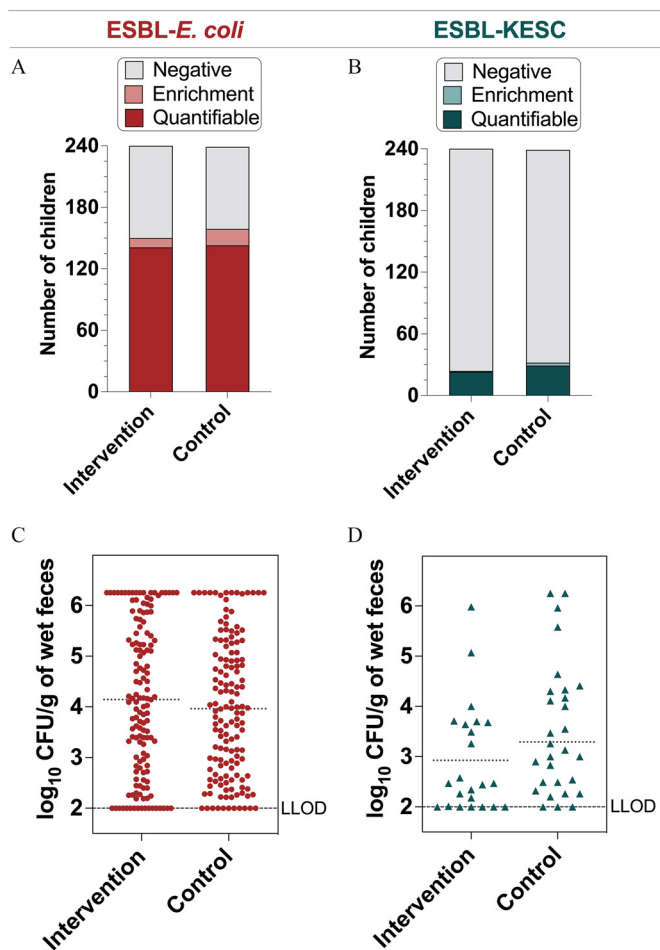 ESBL-E. coli
ESBL-KESC
A
Negative
Enrichment
Quantifiable
240
180
120
60
0
Number of children
Intervention
Control
B
Negative
Enrichment
Quantifiable
240
180
120
60
0
Number of children
Intervention
Control
C
log10 CFU/g of wet feces
6
5
4
3
2
LLOD
Intervention
Control
D
log10 CFU/g of wet feces
6
5
4
3
2
LLOD
Intervention
Control